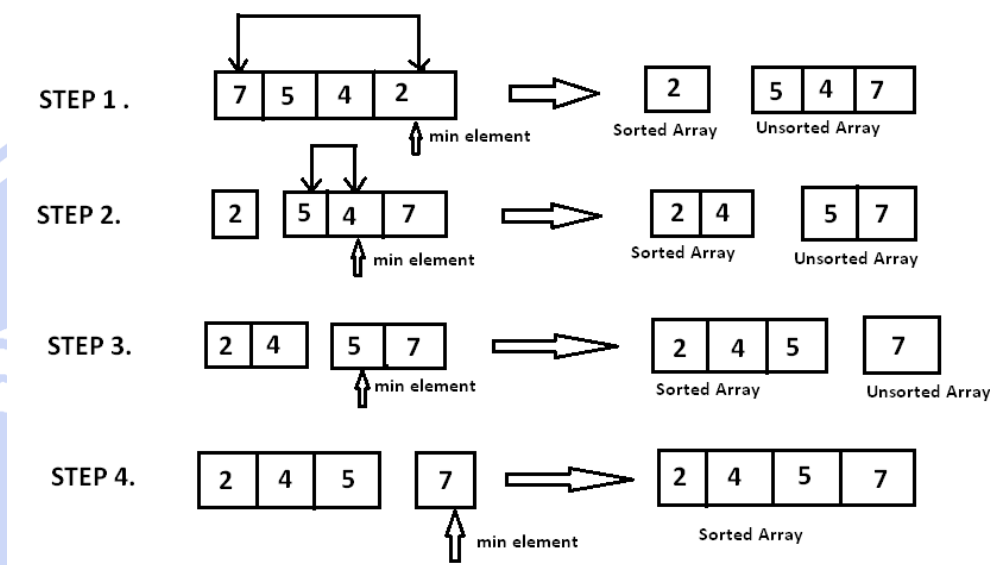 STEP 1 .
7 5 4 2
min element
2
Sorted Array
5 4 7
Unsorted Array
STEP 2.
2
5 4 7
min element
2 4
Sorted Array
5 7
Unsorted Array
STEP 3.
2 4
5 7
min element
2 4 5
Sorted Array
7
Unsorted Array
STEP 4.
2 4 5
7
min element
2 4 5 7
Sorted Array